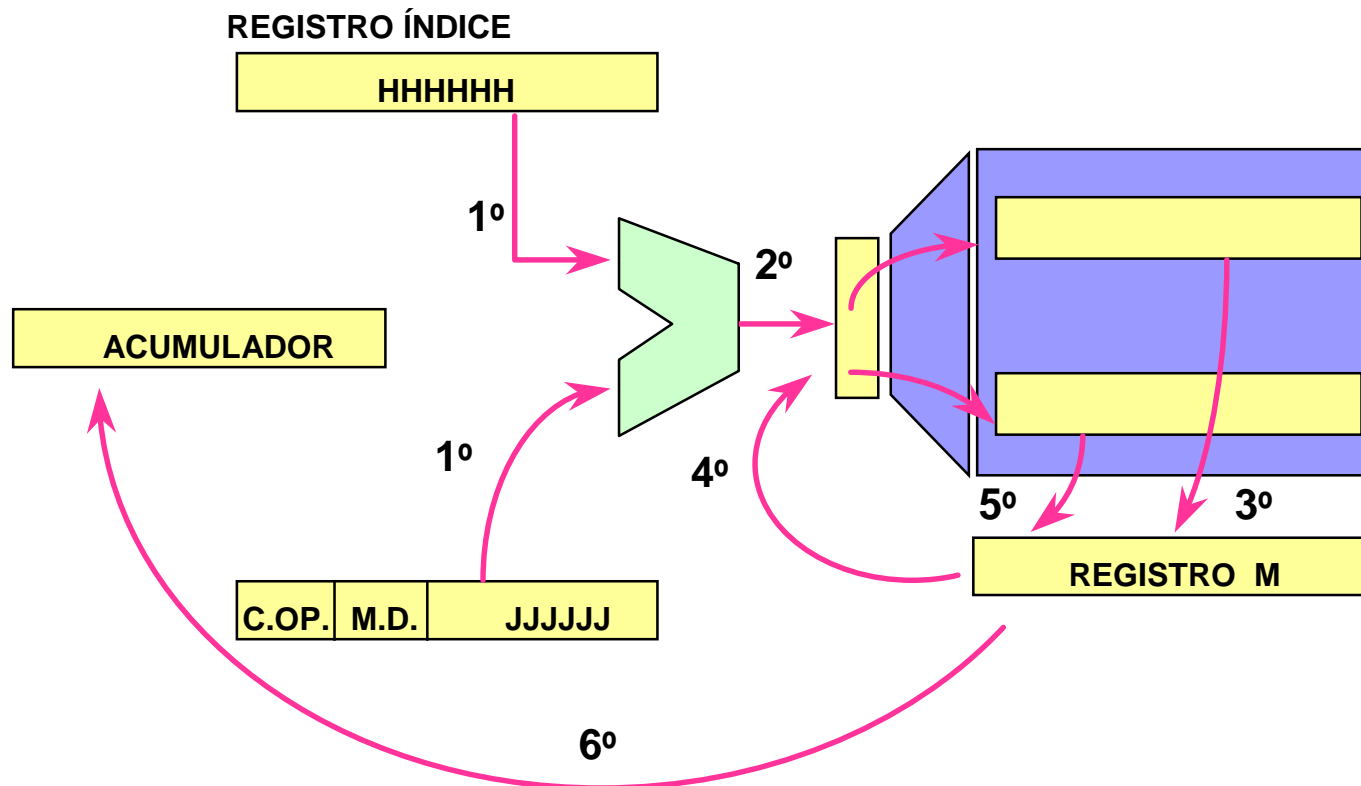 REGISTRO ÍNDICE
HHHHHH
1º
2º
ACUMULADOR
1º
4º
5º
3º
REGISTRO M
C.OP. M.D. JJJJJJ
6º